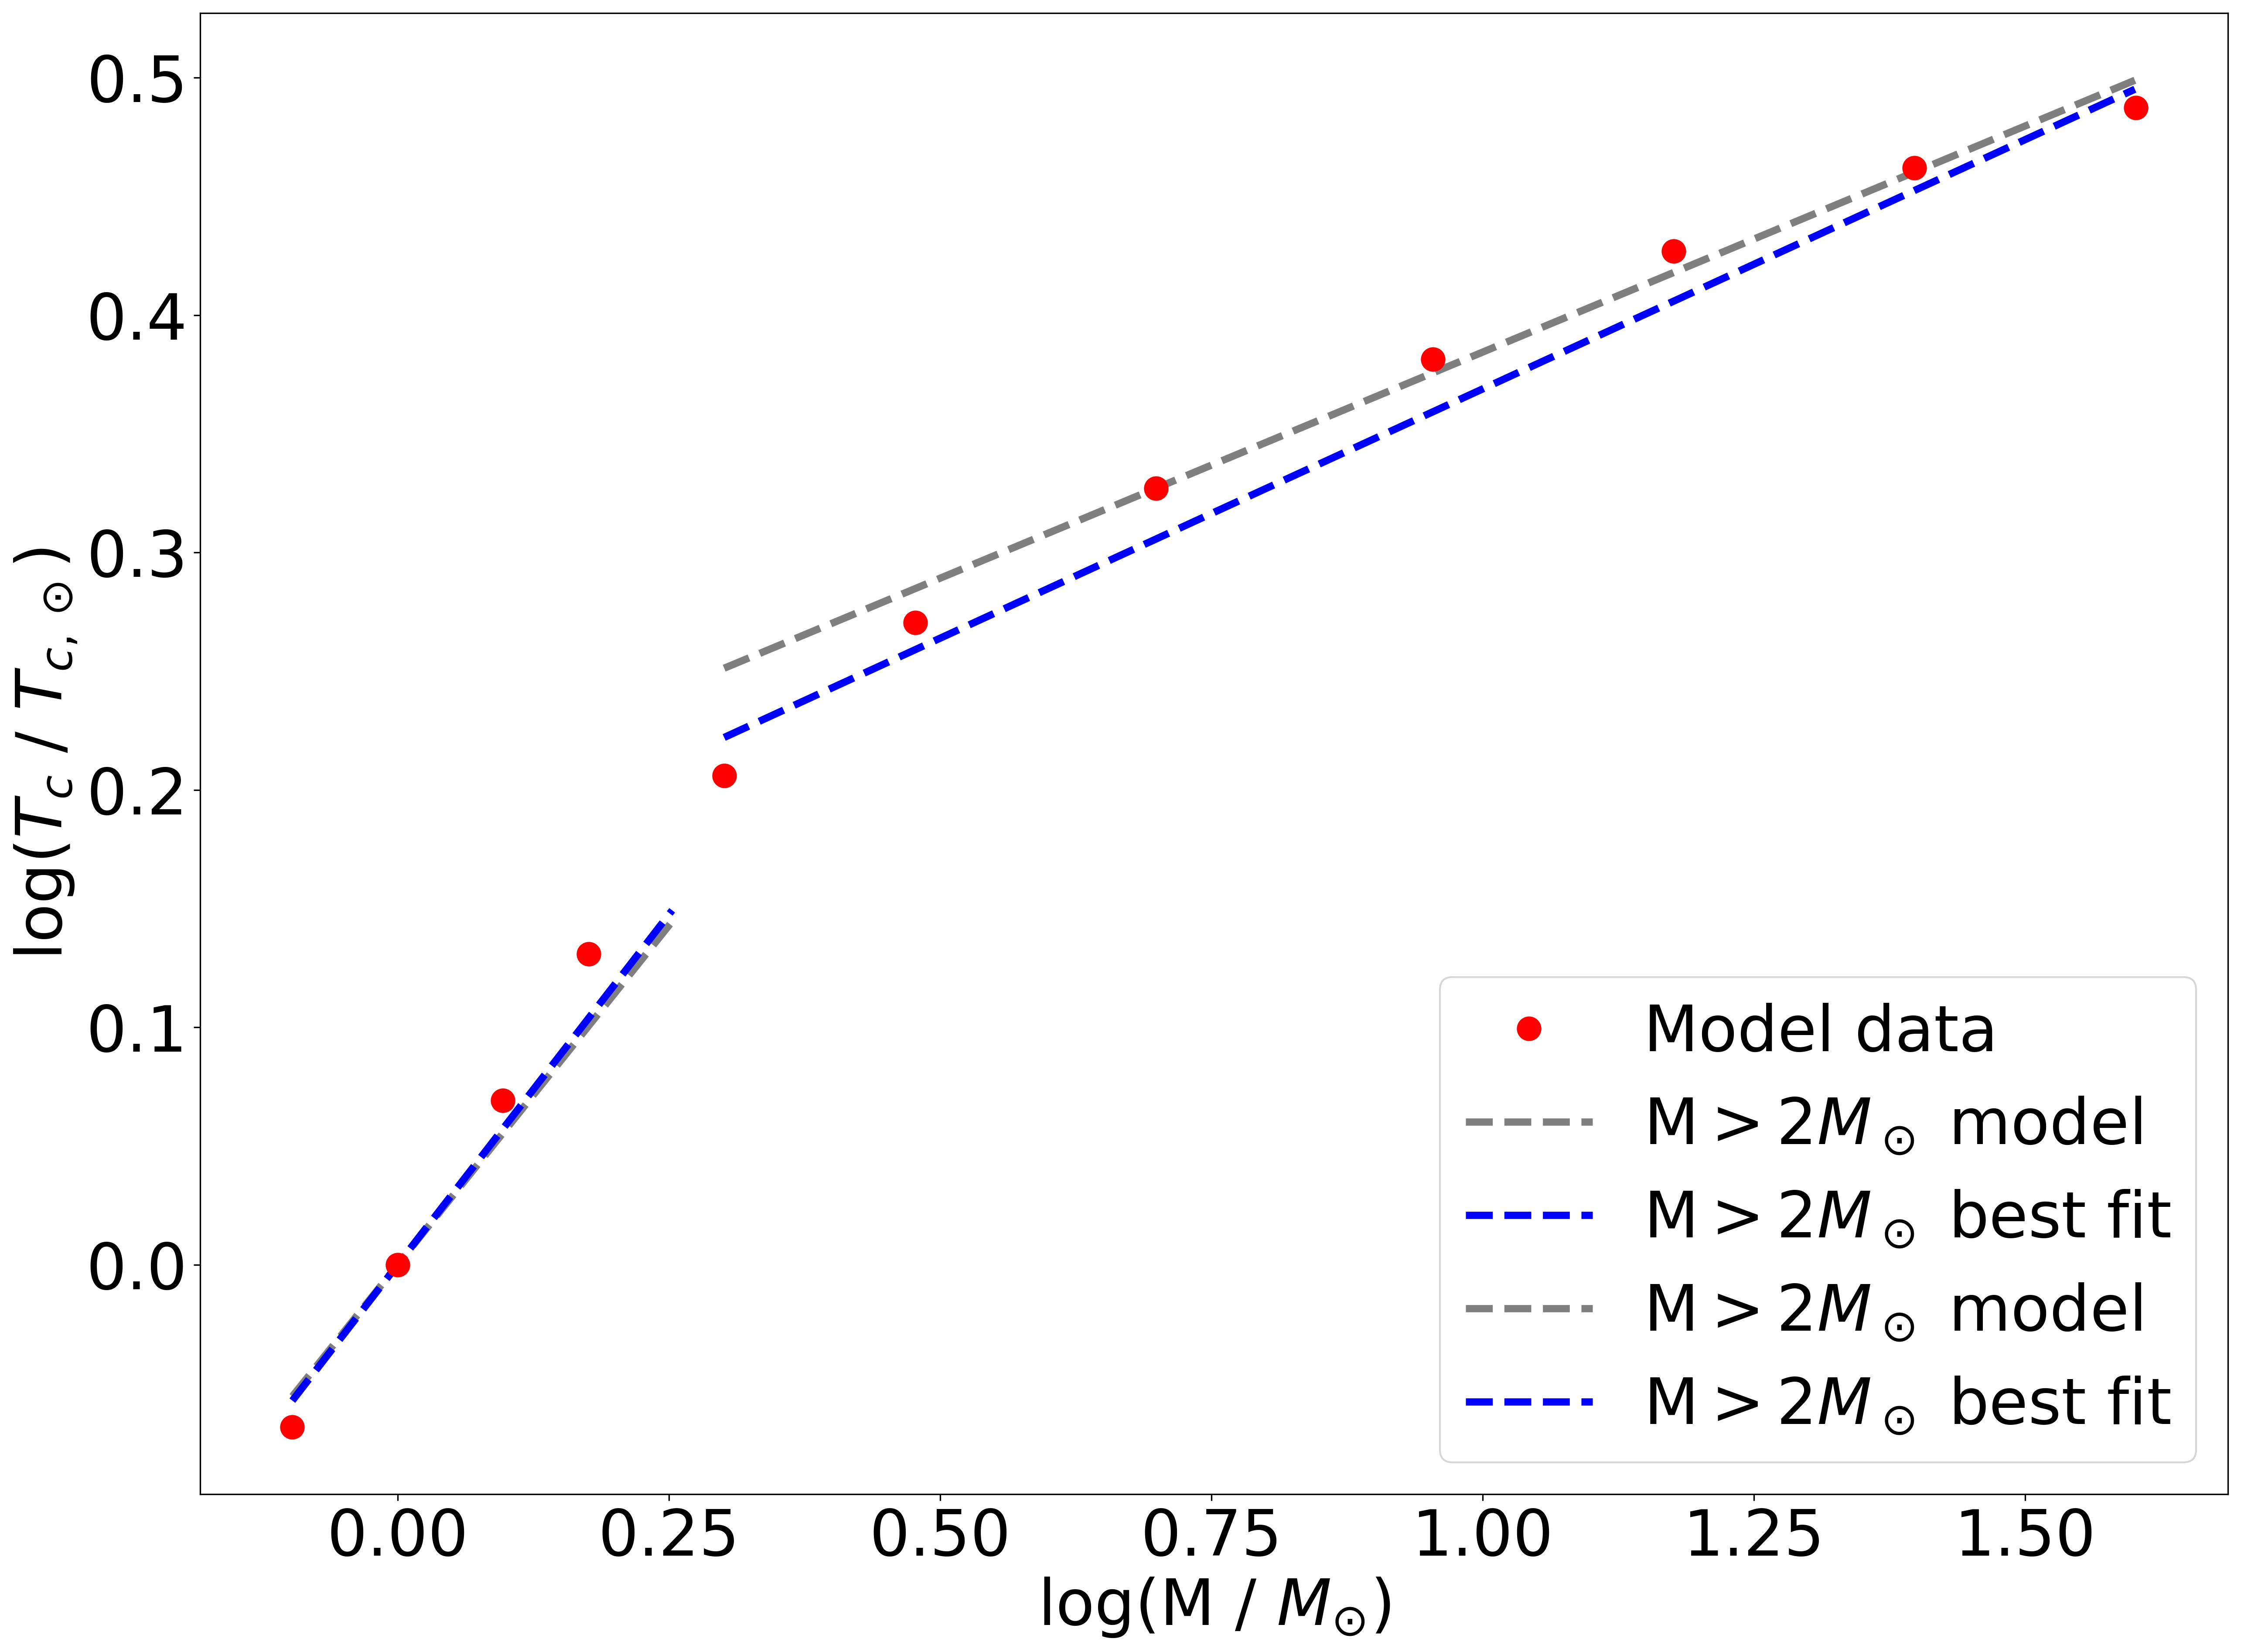 log(T_c / T_{c,⊙})
0.5
0.4
0.3
0.2
0.1
0.0
Model data
M > 2M_⊙ model
M > 2M_⊙ best fit
M > 2M_⊙ model
M > 2M_⊙ best fit
0.00 0.25 0.50 0.75 1.00 1.25 1.50
log(M / M_⊙)